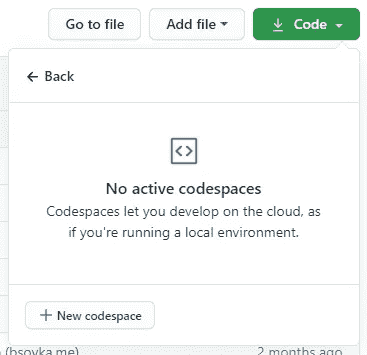 Go to file Add file Code
Back
No active codespaces
Codespaces let you develop on the cloud, as
if you're running a local environment.
New codespace
(bsoyka.me) 2 months ago